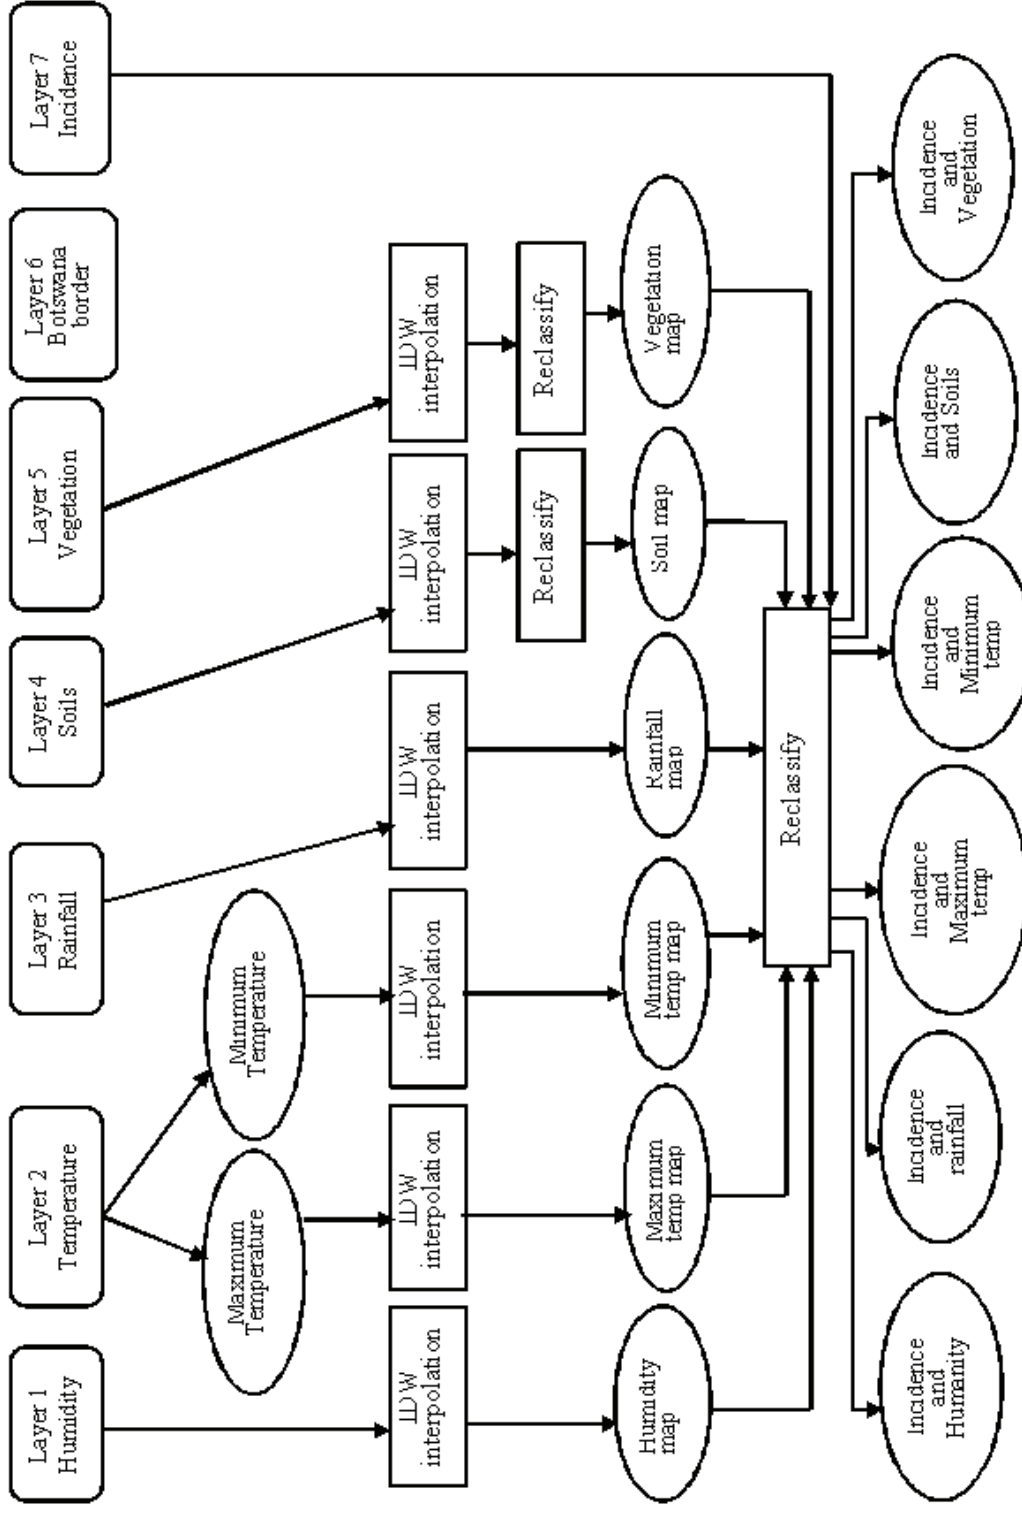 Layer 1
Humidity
Layer 2
Temperature
Layer 3
Rainfall
Layer 4
Soils
Layer 5
Vegetation
Layer 6
Botswana
border
Layer 7
Incidence
Maximum
Temperature
Minimum
Temperature
IDW
interpolation
IDW
interpolation
IDW
interpolation
IDW
interpolation
IDW
interpolation
IDW
interpolation
Reclassify
Reclassify
Humidity
map
Maximum
temp map
Minimum
temp map
Rainfall
map
Soil map
Vegetation
map
Reclassify
Incidence
and
Humanity
Incidence
and
rainfall
Incidence
and
Maximum
temp
Incidence
and
Minimum
temp
Incidence
and Soils
Incidence
and
Vegetation